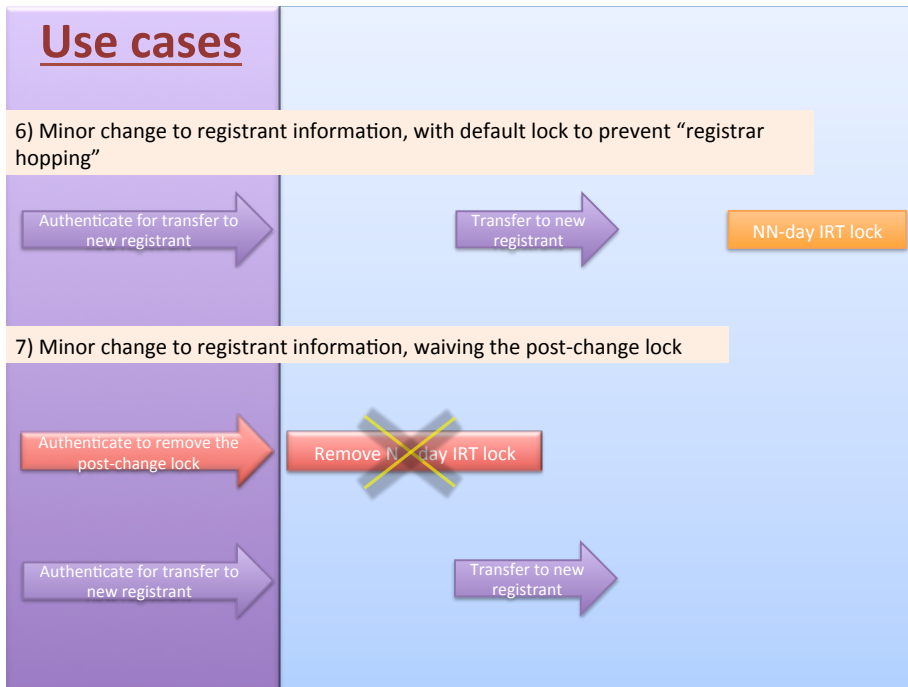 Use cases
6) Minor change to registrant information, with default lock to prevent “registrar
hopping”
Authenticate for transfer to
new registrant
Transfer to new
registrant
NN-day IRT lock
7) Minor change to registrant information, waiving the post-change lock
Authenticate to remove the
post-change lock
Remove N day IRT lock
Authenticate for transfer to
new registrant
Transfer to new
registrant